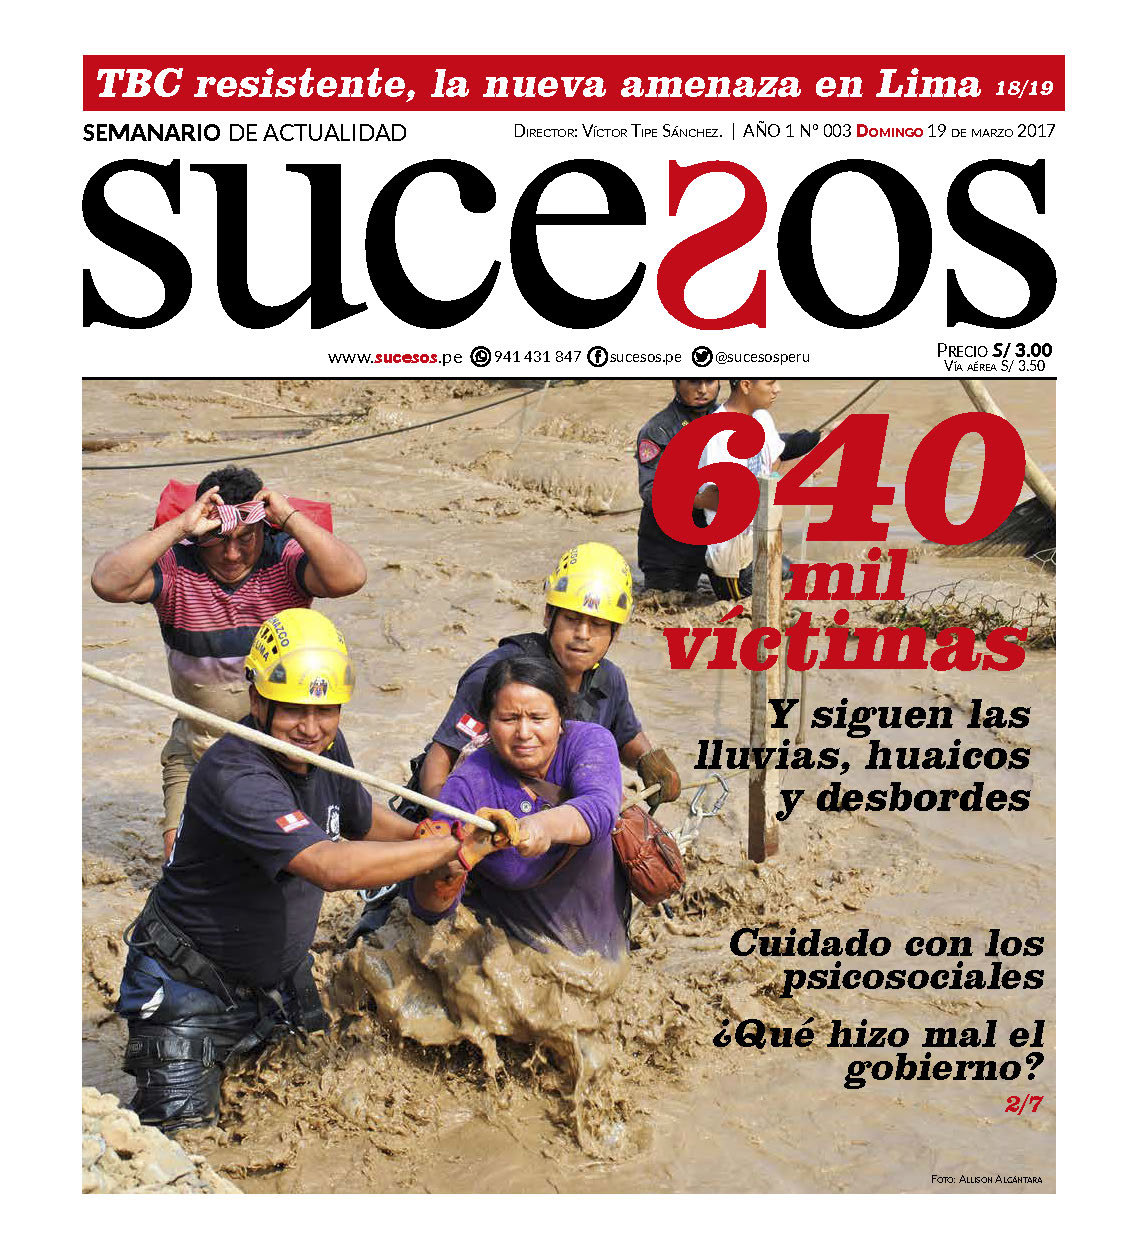 TBC resistente, la nueva amenaza en Lima 18/19
SEMANARIO DE ACTUALIDAD
DIRECTOR: VÍCTOR TIPE SÁNCHEZ. | AÑO 1 Nº 003 DOMINGO 19 DE MARZO 2017
sucesos
www.sucesos.pe 941 431 847 sucesos.pe @sucesosperu
PRECIO S/ 3.00
VÍA AÉREA S/ 3.50
640
mil
víctimas
Y siguen las
lluvias, huaicos
y desbordes
Cuidado con los
psicosociales
¿Qué hizo mal el
gobierno?
2/7
FOTO: ALLISON ALCÁNTARA
LIMA